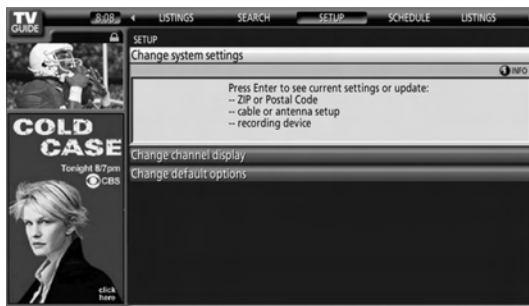 TV
GUIDE
8:08
LISTINGS SEARCH SETUP SCHEDULE LISTINGS
SETUP
Change system settings
INFO
Press Enter to see current settings or update:
-- ZIP or Postal Code
-- cable or antenna setup
-- recording device
Change channel display
Change default options
COLD
CASE
Tonight 8/7pm
CBS
click
here